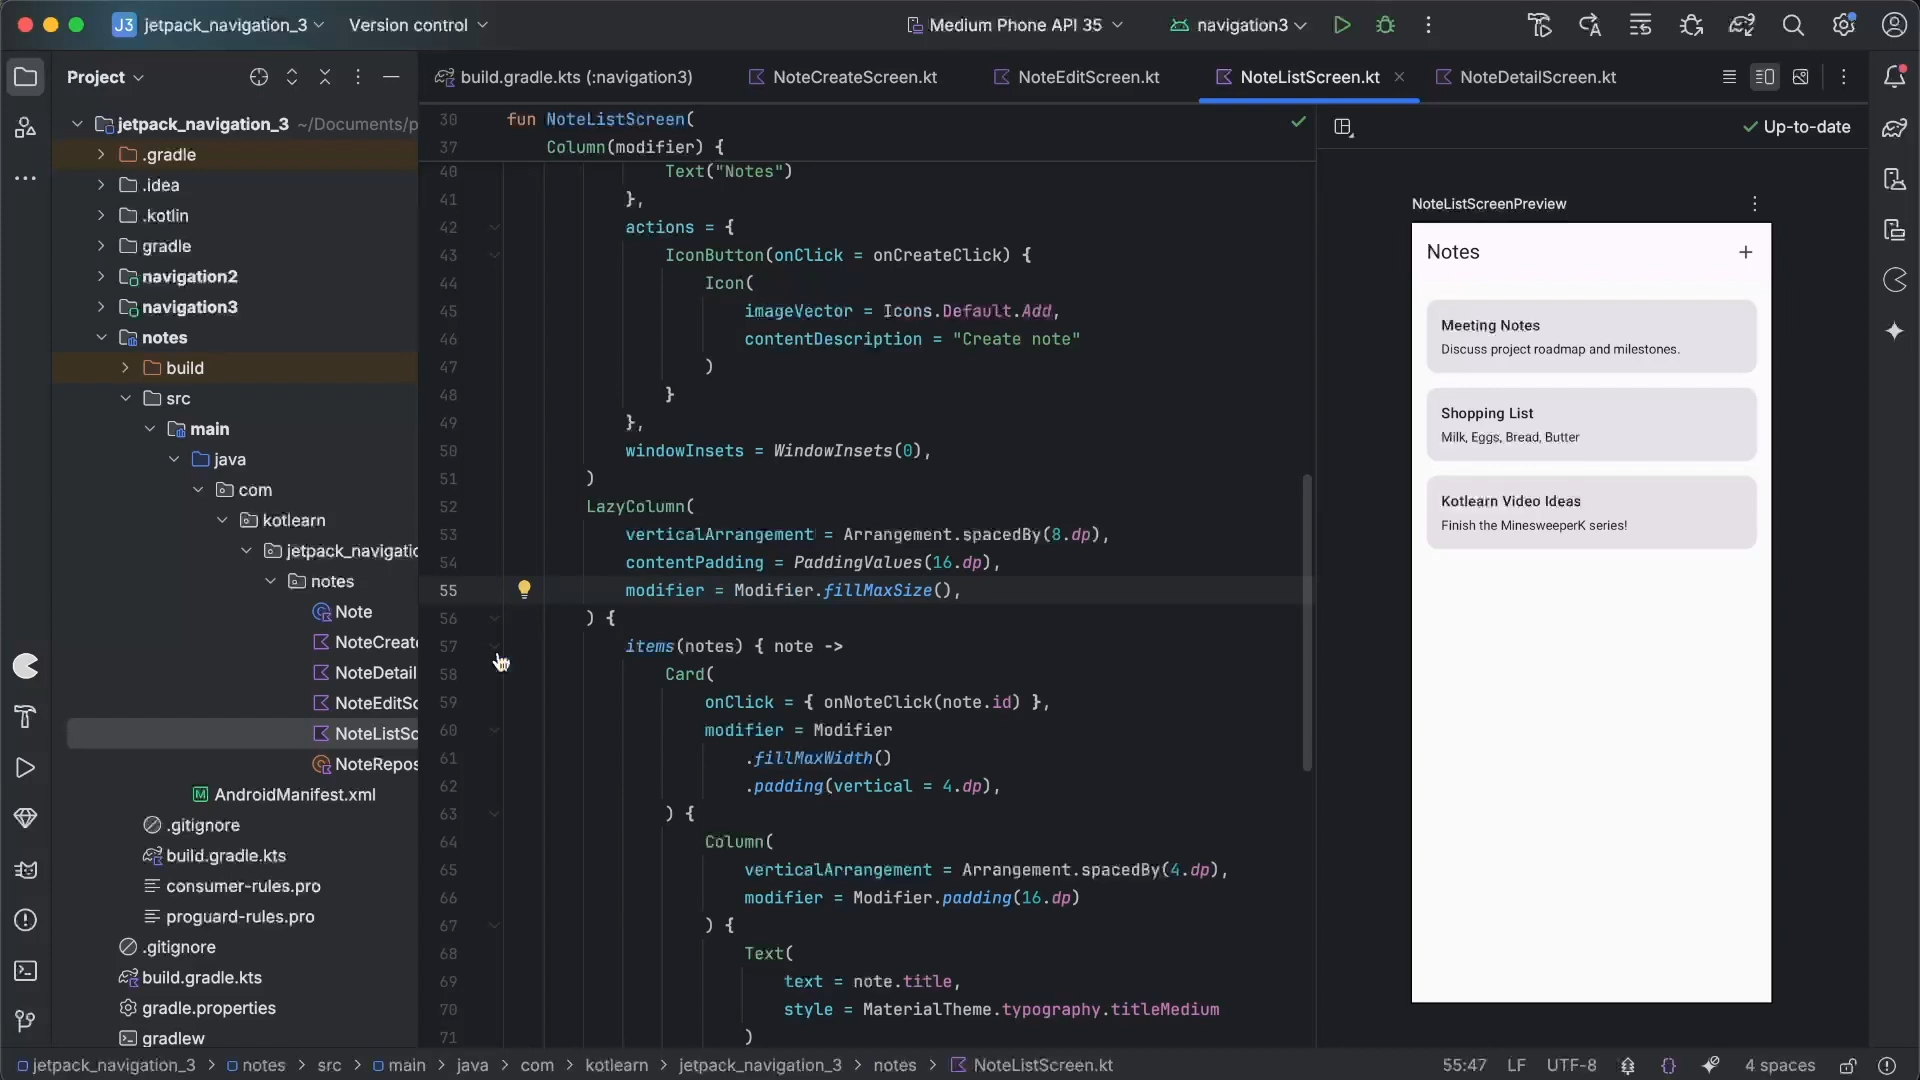 J3 jetpack_navigation_3 Version control Medium Phone API 35 navigation3
Project
build.gradle.kts (:navigation3) NoteCreateScreen.kt NoteEditScreen.kt NoteListScreen.kt NoteDetailScreen.kt
jetpack_navigation_3 ~/Documents/p
.gradle
.idea
.kotlin
gradle
navigation2
navigation3
notes
build
src
main
java
com
kotlearn
jetpack_navigatio
notes
Note
NoteCreate
NoteDetail
NoteEditSc
NoteListSc
NoteRepos
AndroidManifest.xml
.gitignore
build.gradle.kts
consumer-rules.pro
proguard-rules.pro
.gitignore
build.gradle.kts
gradle.properties
gradlew
30 fun NoteListScreen(
37 Column(modifier) {
40 Text("Notes")
41 },
42 actions = {
43 IconButton(onClick = onCreateClick) {
44 Icon(
45 imageVector = Icons.Default.Add,
46 contentDescription = "Create note"
47 )
48 }
49 },
50 windowInsets = WindowInsets(0),
51 )
52 LazyColumn(
53 verticalArrangement = Arrangement.spacedBy(8.dp),
54 contentPadding = PaddingValues(16.dp),
55 modifier = Modifier.fillMaxSize(),
56 ) {
57 items(notes) { note ->
58 Card(
59 onClick = { onNoteClick(note.id) },
60 modifier = Modifier
61 .fillMaxWidth()
62 .padding(vertical = 4.dp),
63 ) {
64 Column(
65 verticalArrangement = Arrangement.spacedBy(4.dp),
66 modifier = Modifier.padding(16.dp)
67 ) {
68 Text(
69 text = note.title,
70 style = MaterialTheme.typography.titleMedium
71 )
Up-to-date
NoteListScreenPreview
Notes
Meeting Notes
Discuss project roadmap and milestones.
Shopping List
Milk, Eggs, Bread, Butter
Kotlearn Video Ideas
Finish the MinesweeperK series!
jetpack_navigation_3 > notes > src > main > java > com > kotlearn > jetpack_navigation_3 > notes > NoteListScreen.kt 55:47 LF UTF-8 {} 4 spaces